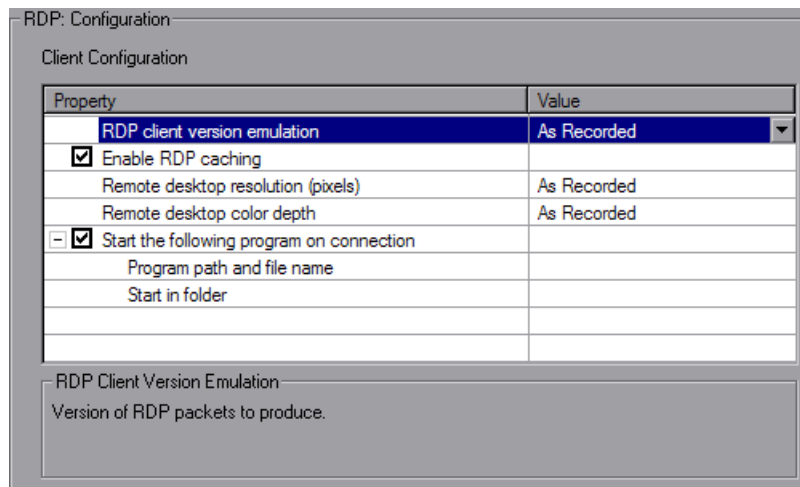 RDP: Configuration
Client Configuration
Property Value
RDP client version emulation As Recorded
Enable RDP caching
Remote desktop resolution (pixels) As Recorded
Remote desktop color depth As Recorded
Start the following program on connection
Program path and file name
Start in folder
RDP Client Version Emulation
Version of RDP packets to produce.